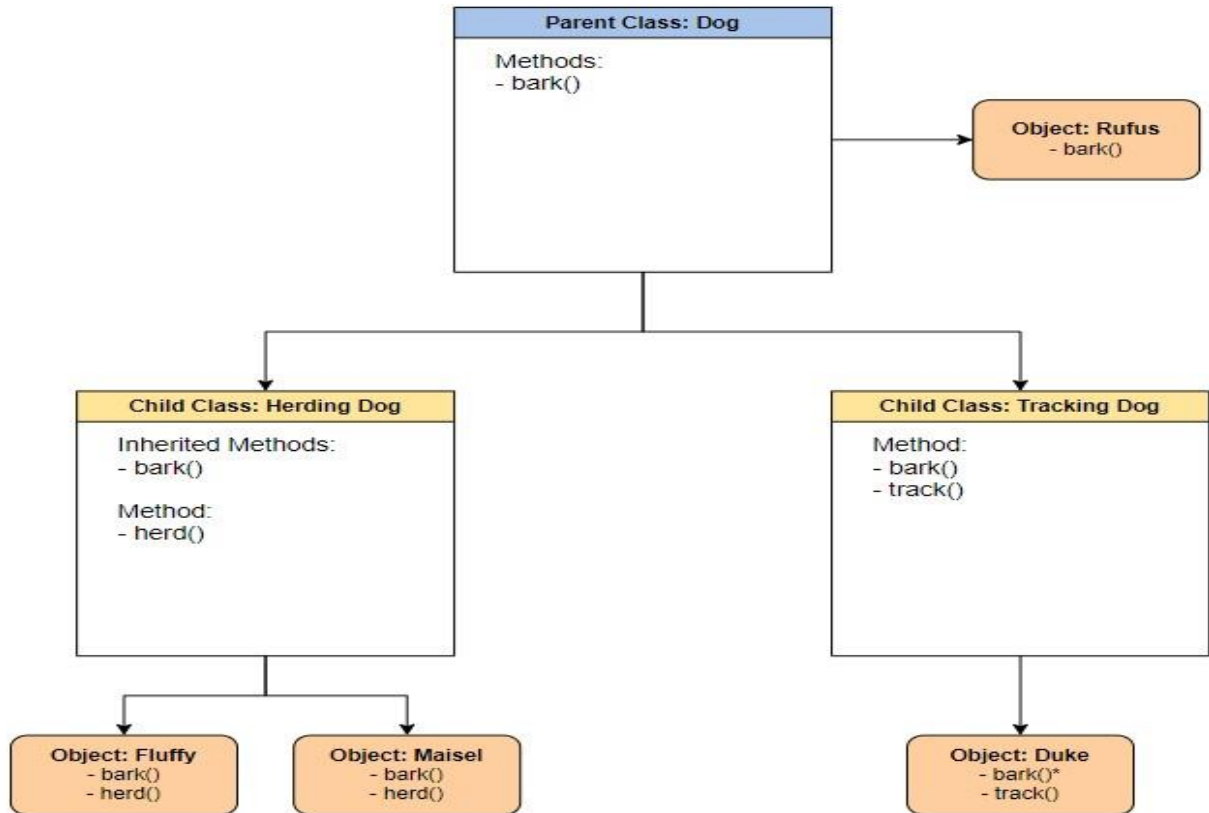 Parent Class: Dog
Methods:
- bark()
Object: Rufus
- bark()
Child Class: Herding Dog
Inherited Methods:
- bark()
Method:
- herd()
Child Class: Tracking Dog
Method:
- bark()
- track()
Object: Fluffy
- bark()
- herd()
Object: Maisel
- bark()
- herd()
Object: Duke
- bark()*
- track()